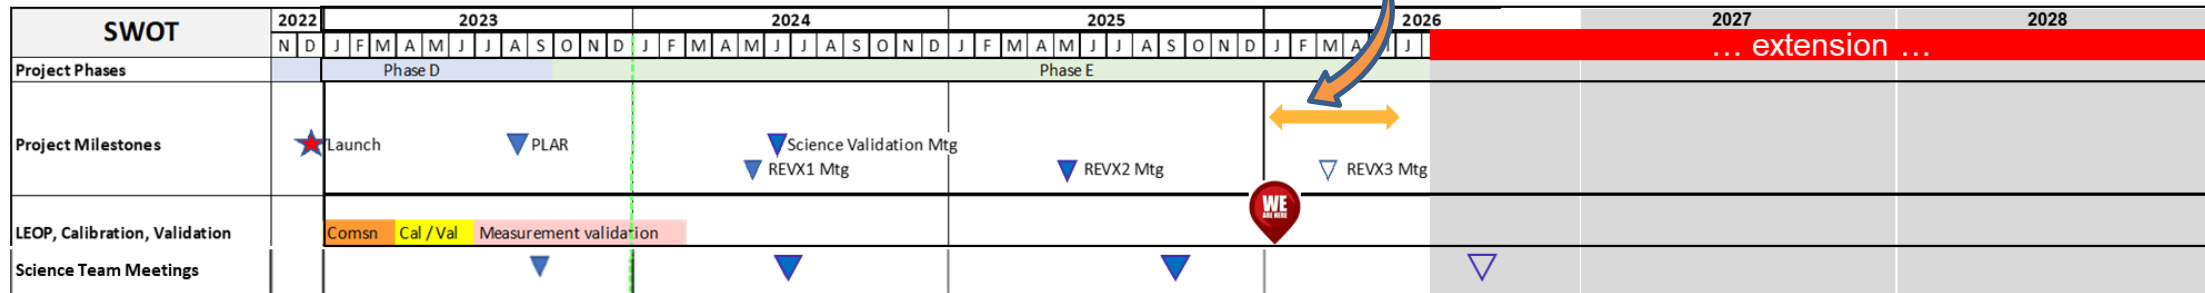 SWOT
2022 2023 2024 2025 2026 2027 2028
N D J F M A M J J A S O N D J F M A M J J A S O N D J F M A M J J A S O N D J F M A J
... extension ...
Project Phases Phase D Phase E
Project Milestones Launch PLAR Science Validation Mtg
REVX1 Mtg REVX2 Mtg REVX3 Mtg
WE
ARE HERE
LEOP, Calibration, Validation Comsn Cal / Val Measurement validation
Science Team Meetings